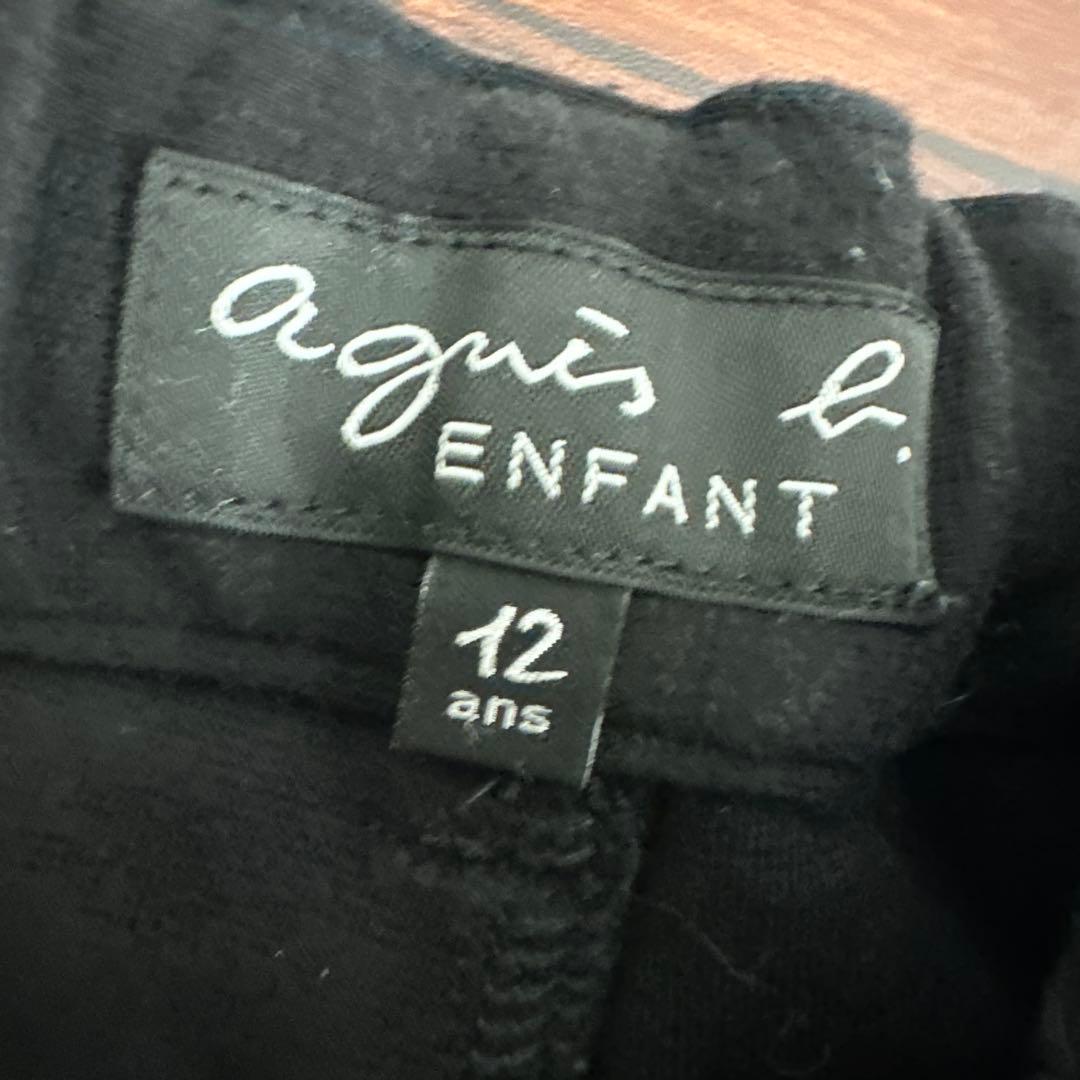 agnès b.
ENFANT
12
ans